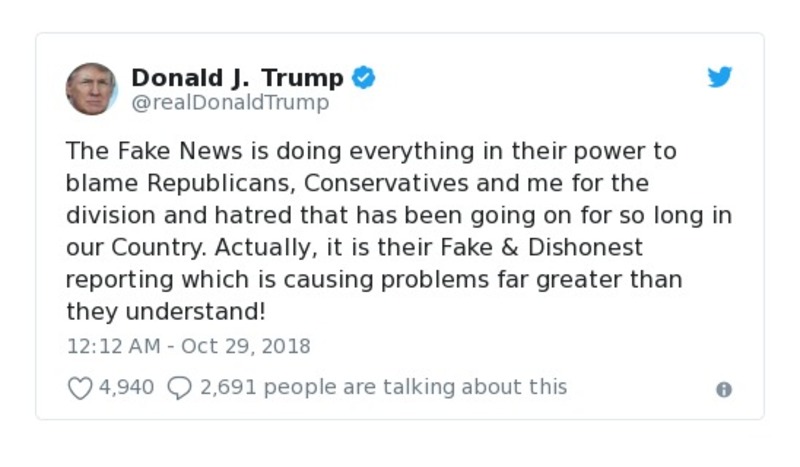 Donald J. Trump
@realDonaldTrump
The Fake News is doing everything in their power to
blame Republicans, Conservatives and me for the
division and hatred that has been going on for so long in
our Country. Actually, it is their Fake & Dishonest
reporting which is causing problems far greater than
they understand!
12:12 AM - Oct 29, 2018
4,940 2,691 people are talking about this